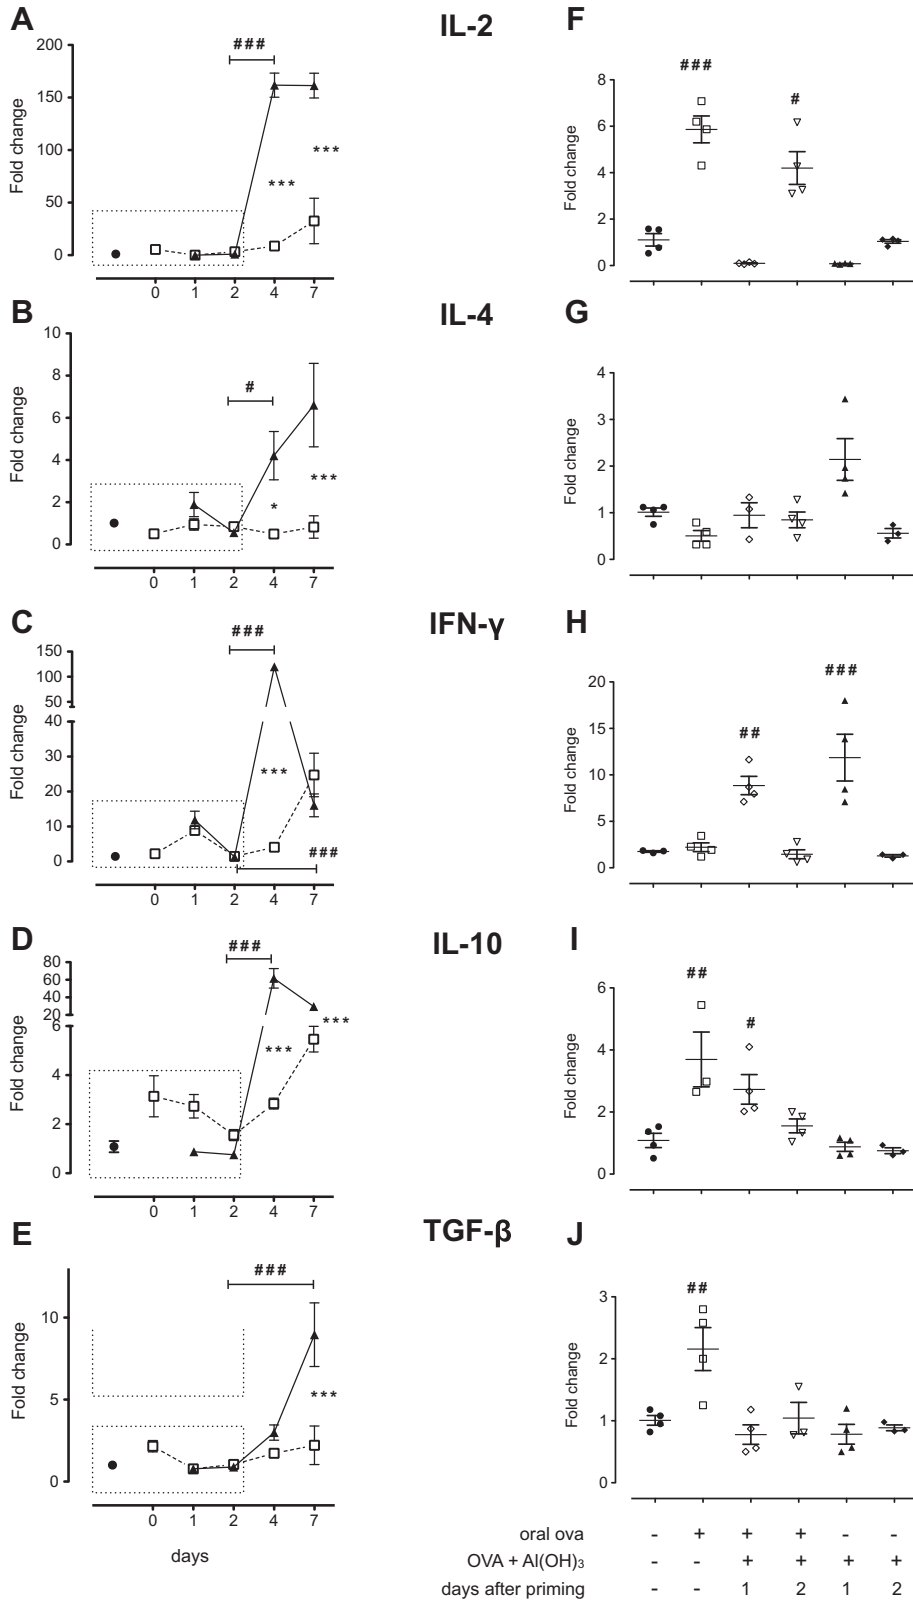 A
IL-2
F
###
200
150
100
50
0
Fold change
***
***
0 1 2 4 7
###
#
8
6
4
2
0
Fold change
B
IL-4
G
10
8
6
4
2
0
Fold change
#
*
***
0 1 2 4 7
4
3
2
1
0
Fold change
C
IFN-γ
H
###
150
100
50
40
30
20
10
0
Fold change
***
###
0 1 2 4 7
###
##
20
15
10
5
0
Fold change
D
IL-10
I
###
80
60
40
20
6
4
2
0
Fold change
***
***
0 1 2 4 7
##
#
6
4
2
0
Fold change
E
TGF-β
J
###
10
5
0
Fold change
***
0 1 2 4 7
days
##
3
2
1
0
Fold change
oral ova - + + + - -
OVA + Al(OH)₃ - - + + + +
days after priming - - 1 2 1 2